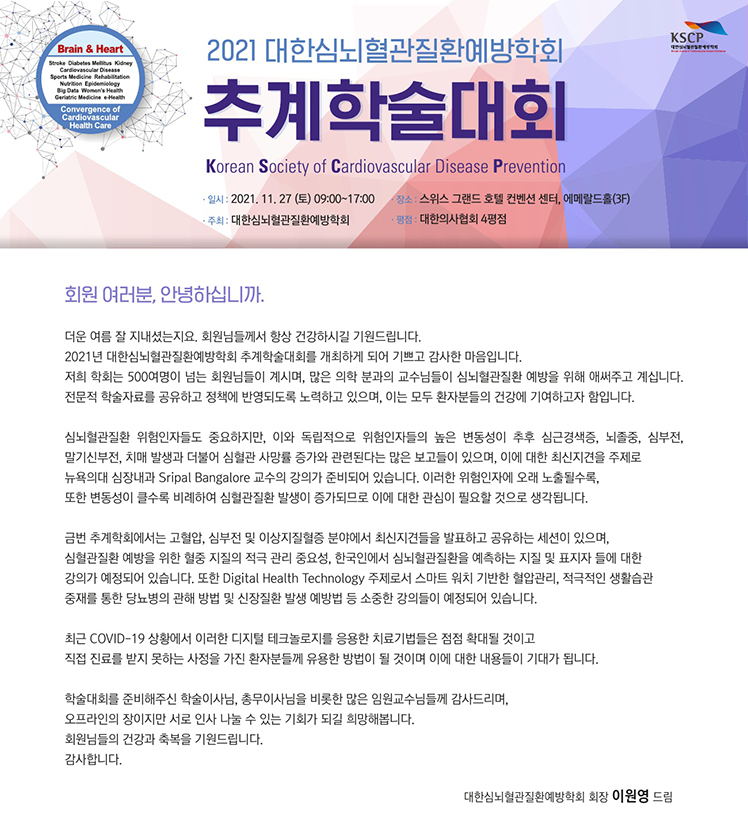 Brain & Heart
Stroke Diabetes Mellitus Kidney
Cardiovascular Disease
Sports Medicine Rehabilitation
Nutrition Epidemiology
Big Data Women's Health
Geriatric Medicine e-Health
Convergence of
Cardiovascular
Health Care
KSCP
대한심뇌혈관질환예방학회
2021 대한심뇌혈관질환예방학회
추계학술대회
Korean Society of Cardiovascular Disease Prevention
· 일시 : 2021. 11. 27 (토) 09:00~17:00 · 장소 : 스위스 그랜드 호텔 컨벤션 센터, 에메랄드홀(3F)
· 주최 : 대한심뇌혈관질환예방학회 · 평점 : 대한의사협회 4평점
회원 여러분, 안녕하십니까.
더운 여름 잘 지내셨는지요. 회원님들께서 항상 건강하시길 기원드립니다.
2021년 대한심뇌혈관질환예방학회 추계학술대회를 개최하게 되어 기쁘고 감사한 마음입니다.
저희 학회는 500여명이 넘는 회원님들이 계시며, 많은 의학 분과의 교수님들이 심뇌혈관질환 예방을 위해 애써주고 계십니다.
전문적 학술자료를 공유하고 정책에 반영되도록 노력하고 있으며, 이는 모두 환자분들의 건강에 기여하고자 함입니다.
심뇌혈관질환 위험인자들도 중요하지만, 이와 독립적으로 위험인자들의 높은 변동성이 추후 심근경색증, 뇌졸중, 심부전,
말기신부전, 치매 발생과 더불어 심혈관 사망률 증가와 관련된다는 많은 보고들이 있으며, 이에 대한 최신지견을 주제로
뉴욕의대 심장내과 Sripal Bangalore 교수의 강의가 준비되어 있습니다. 이러한 위험인자에 오래 노출될수록,
또한 변동성이 클수록 비례하여 심혈관질환 발생이 증가되므로 이에 대한 관심이 필요할 것으로 생각됩니다.
금번 추계학회에서는 고혈압, 심부전 및 이상지질혈증 분야에서 최신지견들을 발표하고 공유하는 세션이 있으며,
심혈관질환 예방을 위한 혈중 지질의 적극 관리 중요성, 한국인에서 심뇌혈관질환을 예측하는 지질 및 표지자 들에 대한
강의가 예정되어 있습니다. 또한 Digital Health Technology 주제로서 스마트 워치 기반한 혈압관리, 적극적인 생활습관
중재를 통한 당뇨병의 관해 방법 및 신장질환 발생 예방법 등 소중한 강의들이 예정되어 있습니다.
최근 COVID-19 상황에서 이러한 디지털 테크놀로지를 응용한 치료기법들은 점점 확대될 것이고
직접 진료를 받지 못하는 사정을 가진 환자분들께 유용한 방법이 될 것이며 이에 대한 내용들이 기대가 됩니다.
학술대회를 준비해주신 학술이사님, 총무이사님을 비롯한 많은 임원교수님들께 감사드리며,
오프라인의 장이지만 서로 인사 나눌 수 있는 기회가 되길 희망해봅니다.
회원님들의 건강과 축복을 기원드립니다.
감사합니다.
대한심뇌혈관질환예방학회 회장 이원영 드림